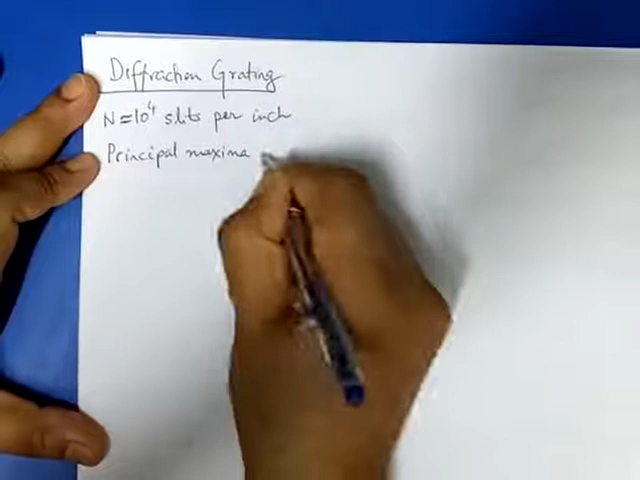 Diffraction Grating
N ≈ 10⁴ slits per inch
Principal maxima